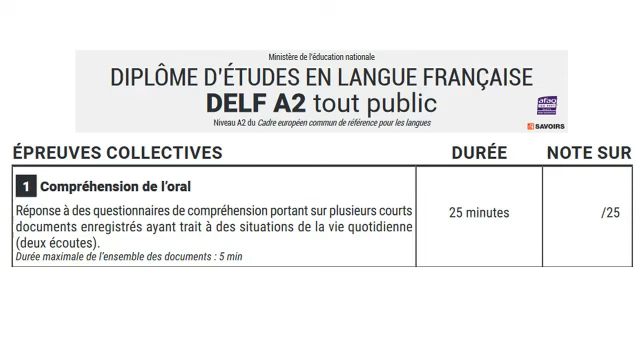 Ministère de l'éducation nationale
DIPLÔME D'ÉTUDES EN LANGUE FRANÇAISE
DELF A2 tout public
Niveau A2 du Cadre européen commun de référence pour les langues
afaq
SAVOIRS
ÉPREUVES COLLECTIVES DURÉE NOTE SUR
1 Compréhension de l'oral
Réponse à des questionnaires de compréhension portant sur plusieurs courts
documents enregistrés ayant trait à des situations de la vie quotidienne
(deux écoutes).
Durée maximale de l'ensemble des documents : 5 min
25 minutes
/25